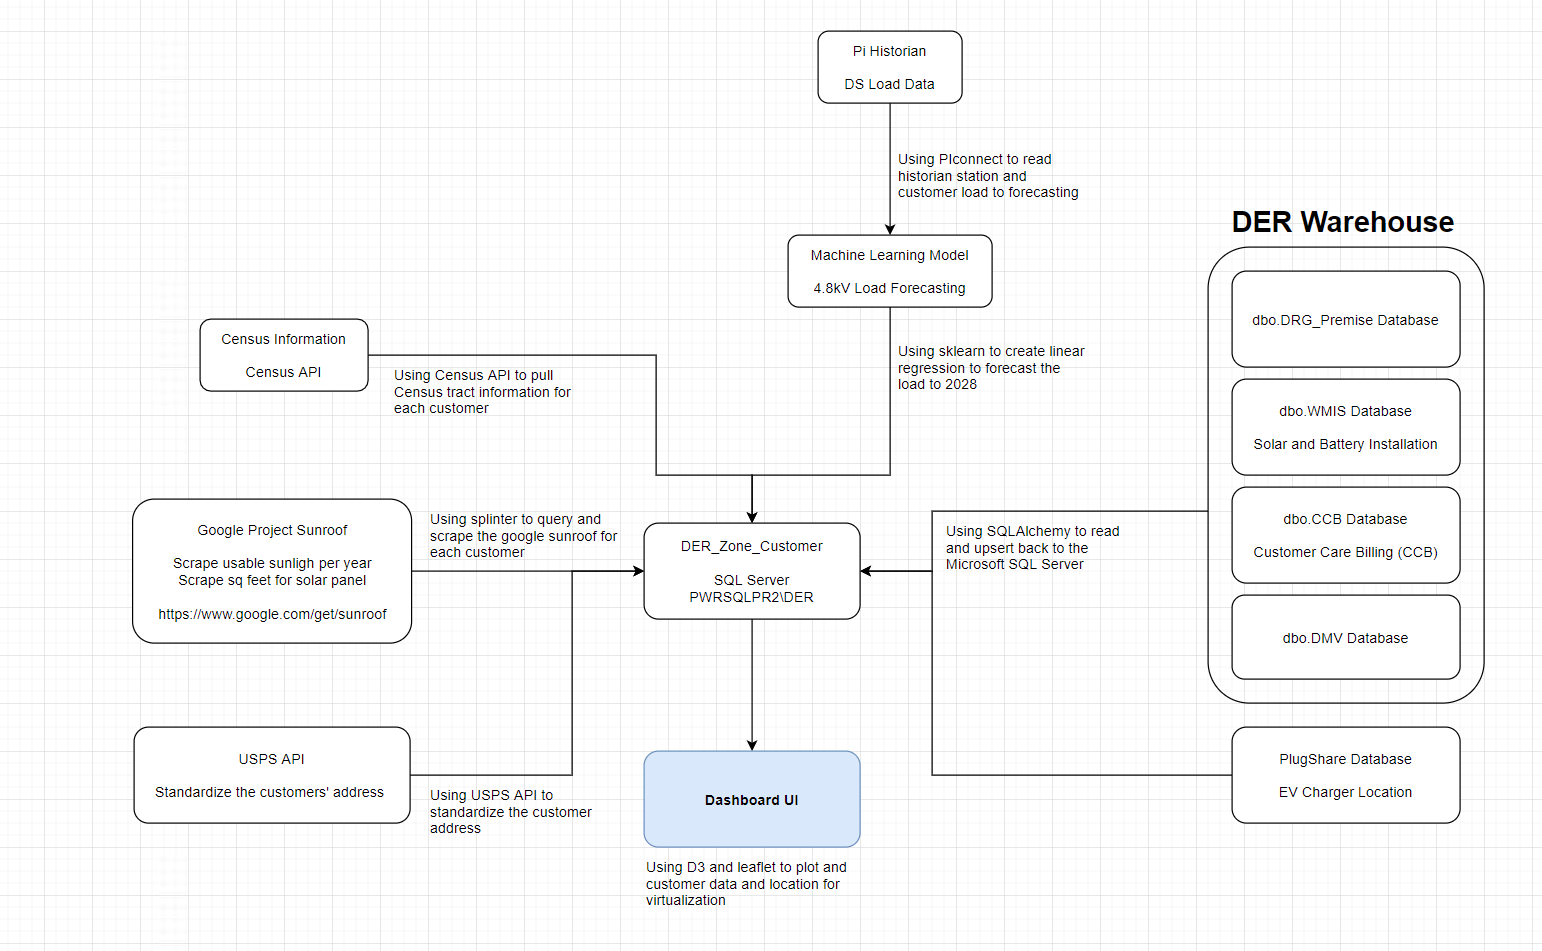 Pi Historian
DS Load Data
Using PIconnect to read
historian station and
customer load to forecasting
DER Warehouse
Machine Learning Model
4.8kV Load Forecasting
dbo.DRG_Premise Database
Census Information
Census API
Using Census API to pull
Census tract information for
each customer
Using sklearn to create linear
regression to forecast the
load to 2028
dbo.WMIS Database
Solar and Battery Installation
Google Project Sunroof
Scrape usable sunligh per year
Scrape sq feet for solar panel
https://www.google.com/get/sunroof
Using splinter to query and
scrape the google sunroof for
each customer
DER_Zone_Customer
SQL Server
PWRSQLPR2\DER
Using SQLAlchemy to read
and upsert back to the
Microsoft SQL Server
dbo.CCB Database
Customer Care Billing (CCB)
dbo.DMV Database
USPS API
Standardize the customers' address
Using USPS API to
standardize the customer
address
Dashboard UI
Using D3 and leaflet to plot and
customer data and location for
virtualization
PlugShare Database
EV Charger Location